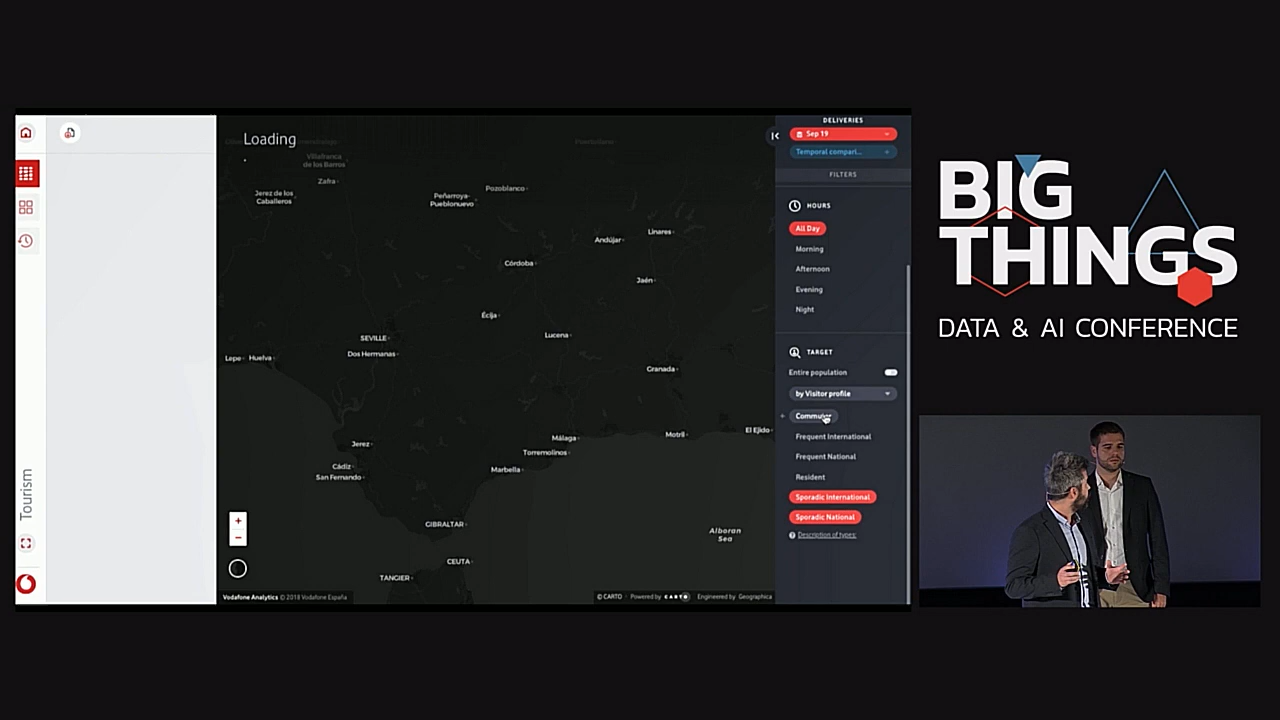 Loading
Villafranca
de los Barros
Zafra
Jerez de los
Caballeros
Peñarroya-
Pueblonuevo
Pozoblanco
Andújar
Linares
Córdoba
Jaén
Écija
SEVILLE
Dos Hermanas
Lucena
Lepe
Huelva
Granada
Jerez
Málaga
Motril
El Ejido
Torremolinos
Cádiz
San Fernando
Marbella
GIBRALTAR
Alboran
Sea
CEUTA
TANGIER
+
−
Vodafone Analytics © 2018 Vodafone España
© CARTO · Powered by CARTO Engineered by Geographica
Tourism
DELIVERIES
Sep 19
Temporal compari...
FILTERS
HOURS
All Day
Morning
Afternoon
Evening
Night
TARGET
Entire population
by Visitor profile
Frequent International
Frequent National
Resident
Sporadic International
Sporadic National
Description of types:
BIG
THINGS
DATA & AI CONFERENCE